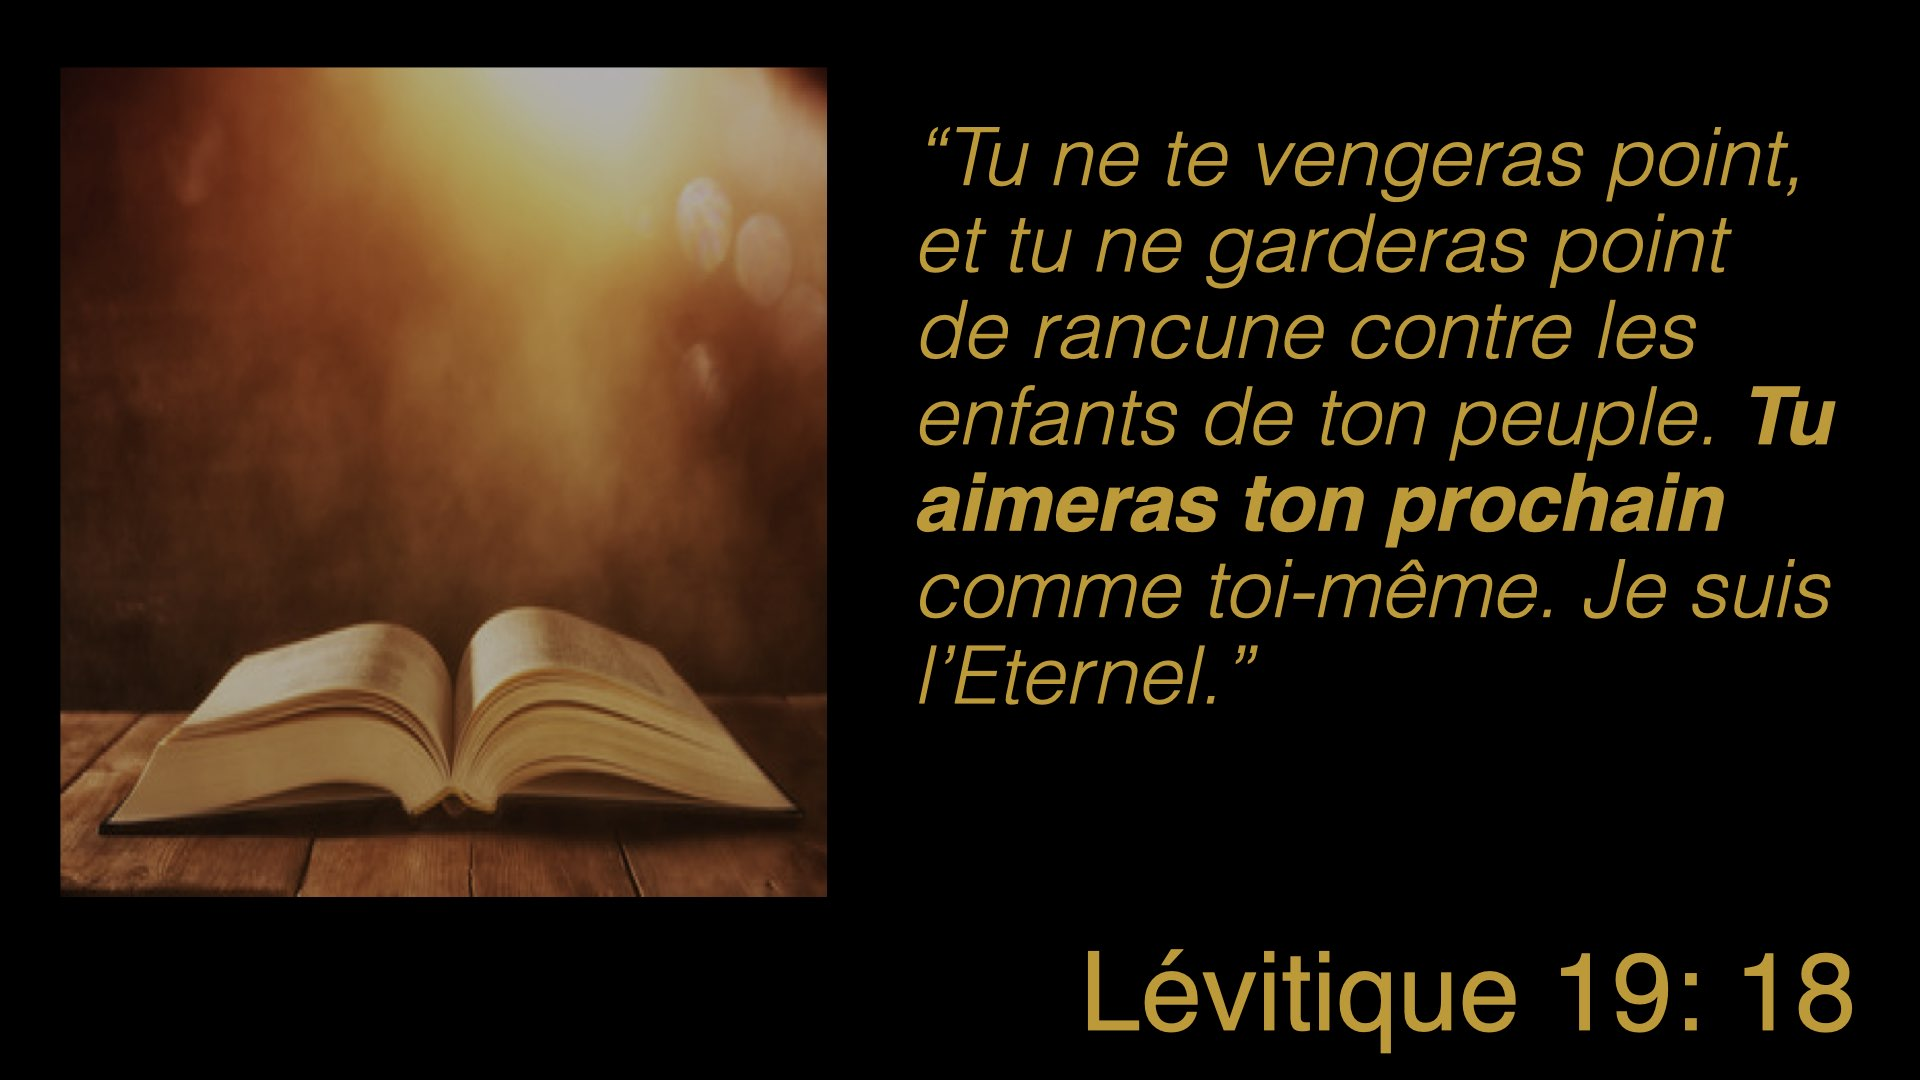 “Tu ne te vengeras point,
et tu ne garderas point
de rancune contre les
enfants de ton peuple. Tu
aimeras ton prochain
comme toi-même. Je suis
l’Eternel.”
Lévitique 19: 18